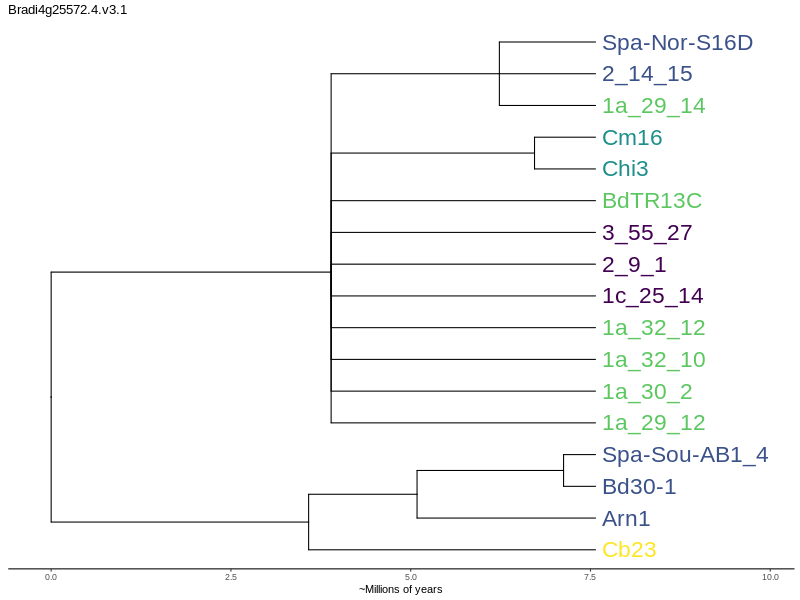 Bradi4g25572.4.v3.1
Spa-Nor-S16D
2_14_15
1a_29_14
Cm16
Chi3
BdTR13C
3_55_27
2_9_1
1c_25_14
1a_32_12
1a_32_10
1a_30_2
1a_29_12
Spa-Sou-AB1_4
Bd30-1
Arn1
Cb23
0.0 2.5 5.0 7.5 10.0
~Millions of years